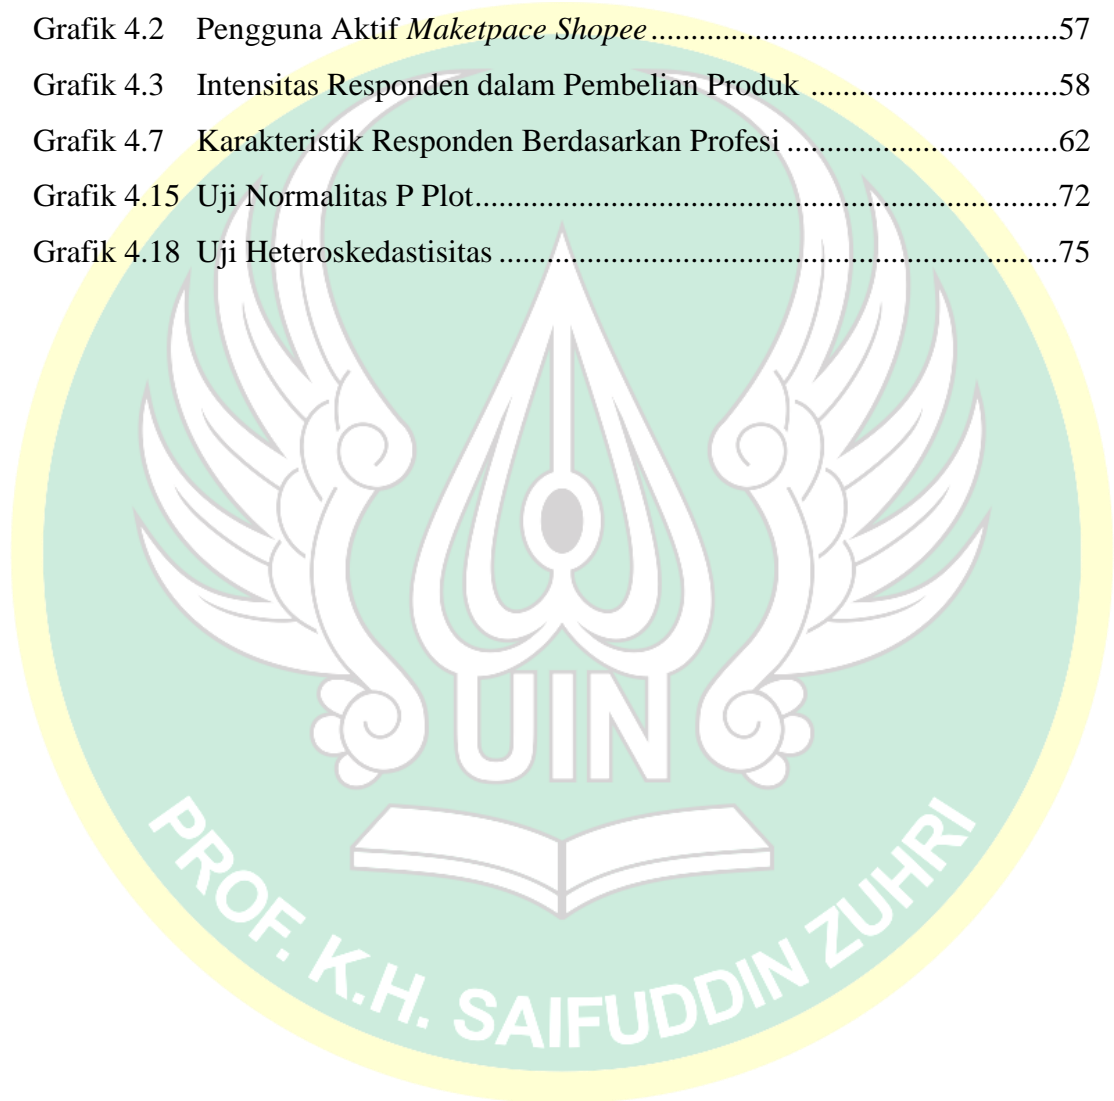 Grafik 4.2 Pengguna Aktif Maketpace Shopee....................................................57
Grafik 4.3 Intensitas Responden dalam Pembelian Produk ................................58
Grafik 4.7 Karakteristik Responden Berdasarkan Profesi ...................................62
Grafik 4.15 Uji Normalitas P Plot..........................................................................72
Grafik 4.18 Uji Heteroskedastisitas .......................................................................75
UIN
PROF. K.H. SAIFUDDIN ZUHRI